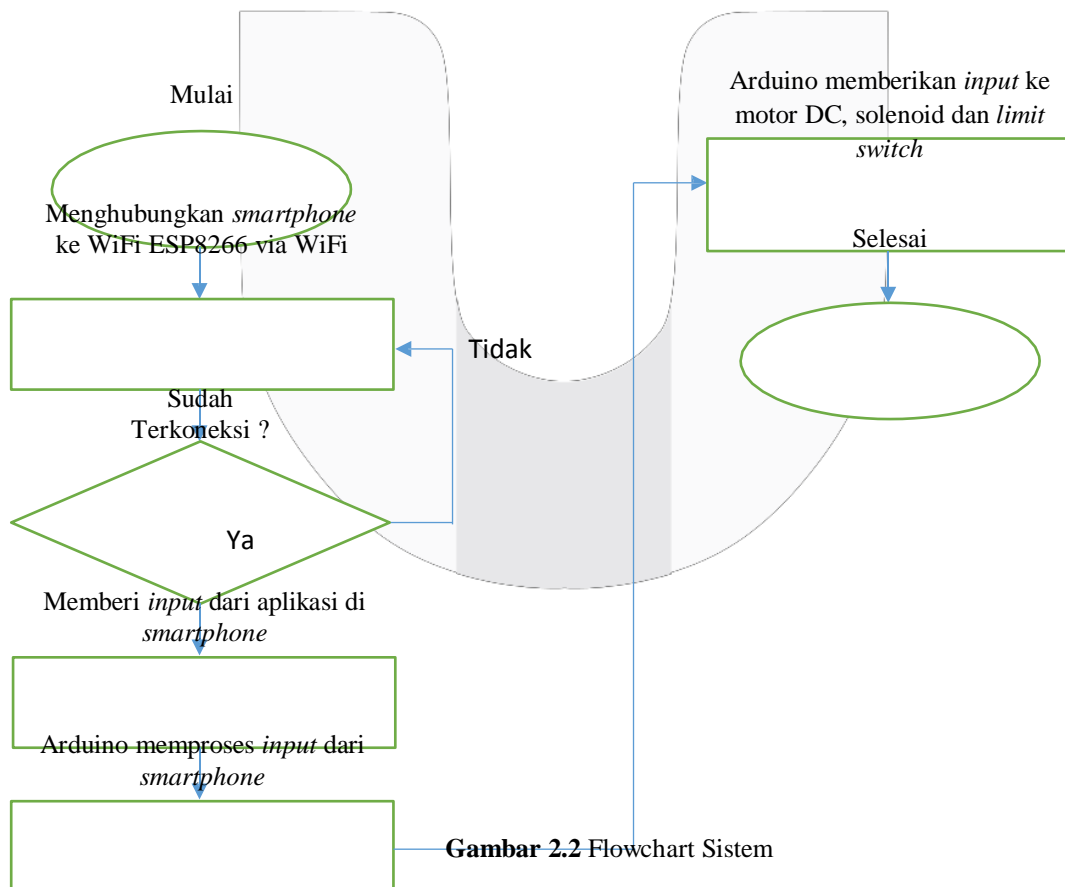 Mulai
Menghubungkan smartphone
ke WiFi ESP8266 via WiFi
Tidak
Sudah
Terkoneksi ?
Ya
Memberi input dari aplikasi di
smartphone
Arduino memproses input dari
smartphone
Arduino memberikan input ke
motor DC, solenoid dan limit
switch
Selesai
Gambar 2.2 Flowchart Sistem